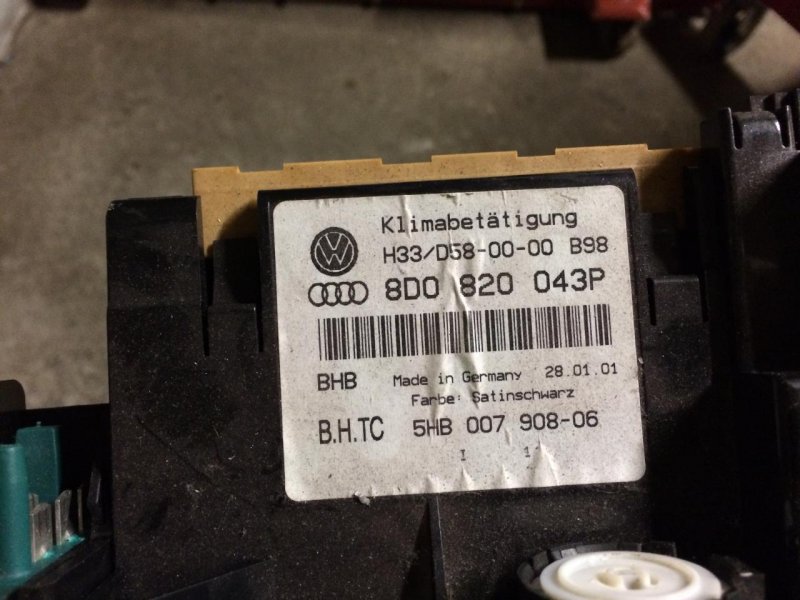 Klimabetätigung
H33/D58-00-00 B98
8D0 820 043P
BHB Made in Germany 28.01.01
Farbe: Satinschwarz
B.H.TC 5HB 007 908-06
I 1